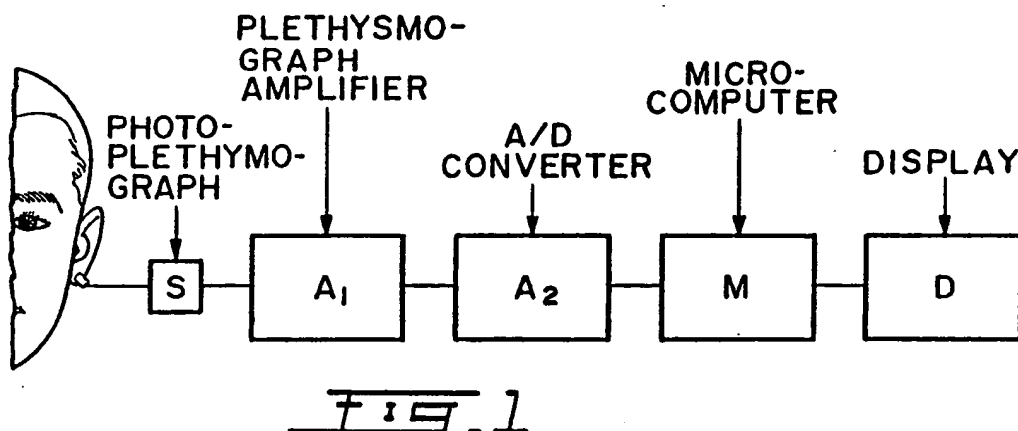 PLETHYSMO-
GRAPH
AMPLIFIER
PHOTO-
PLETHYMO-
GRAPH
A/D
CONVERTER
MICRO-
COMPUTER
DISPLAY
S
A1
A2
M
D
FIG. 1